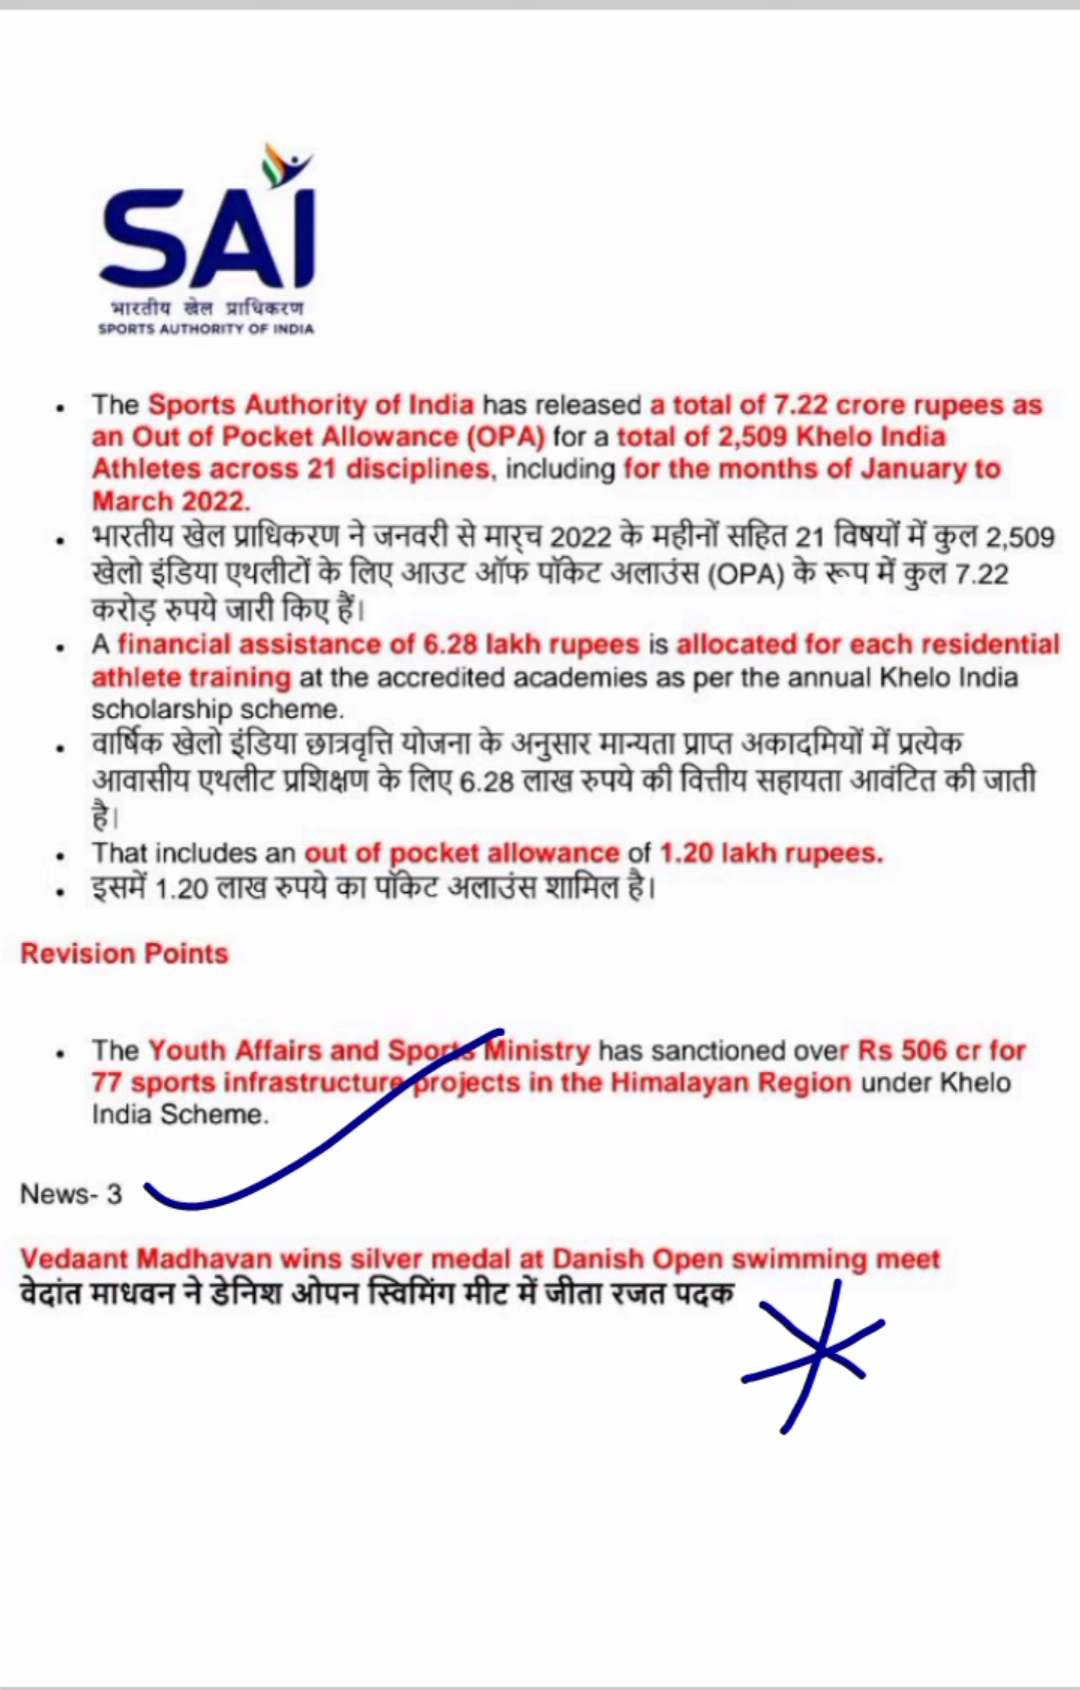 SAI
भारतीय खेल प्राधिकरण
SPORTS AUTHORITY OF INDIA
• The Sports Authority of India has released a total of 7.22 crore rupees as
an Out of Pocket Allowance (OPA) for a total of 2,509 Khelo India
Athletes across 21 disciplines, including for the months of January to
March 2022.
• भारतीय खेल प्राधिकरण ने जनवरी से मार्च 2022 के महीनों सहित 21 विषयों में कुल 2,509
खेलो इंडिया एथलीटों के लिए आउट ऑफ पॉकेट अलाउंस (OPA) के रूप में कुल 7.22
करोड़ रुपये जारी किए हैं।
• A financial assistance of 6.28 lakh rupees is allocated for each residential
athlete training at the accredited academies as per the annual Khelo India
scholarship scheme.
• वार्षिक खेलो इंडिया छात्रवृत्ति योजना के अनुसार मान्यता प्राप्त अकादमियों में प्रत्येक
आवासीय एथलीट प्रशिक्षण के लिए 6.28 लाख रुपये की वित्तीय सहायता आवंटित की जाती
है।
• That includes an out of pocket allowance of 1.20 lakh rupees.
• इसमें 1.20 लाख रुपये का पॉकेट अलाउंस शामिल है।
Revision Points
• The Youth Affairs and Sports Ministry has sanctioned over Rs 506 cr for
77 sports infrastructure projects in the Himalayan Region under Khelo
India Scheme.
News- 3
Vedaant Madhavan wins silver medal at Danish Open swimming meet
वेदांत माधवन ने डेनिश ओपन स्विमिंग मीट में जीता रजत पदक